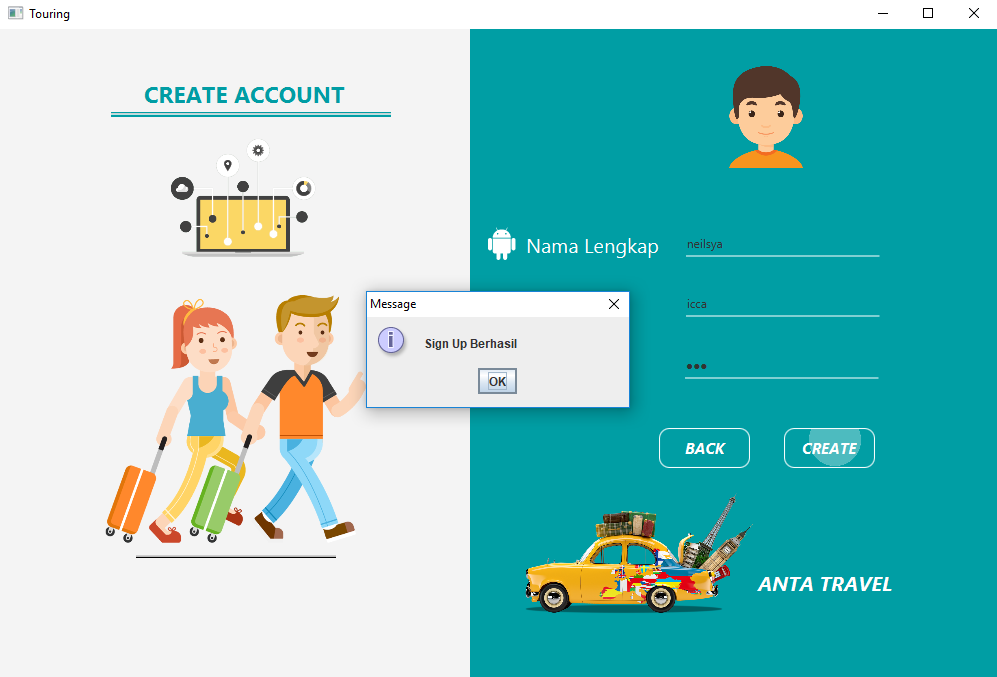 Touring
CREATE ACCOUNT
Nama Lengkap
neilsya
icca
•••
Message
Sign Up Berhasil
OK
BACK
CREATE
ANTA TRAVEL